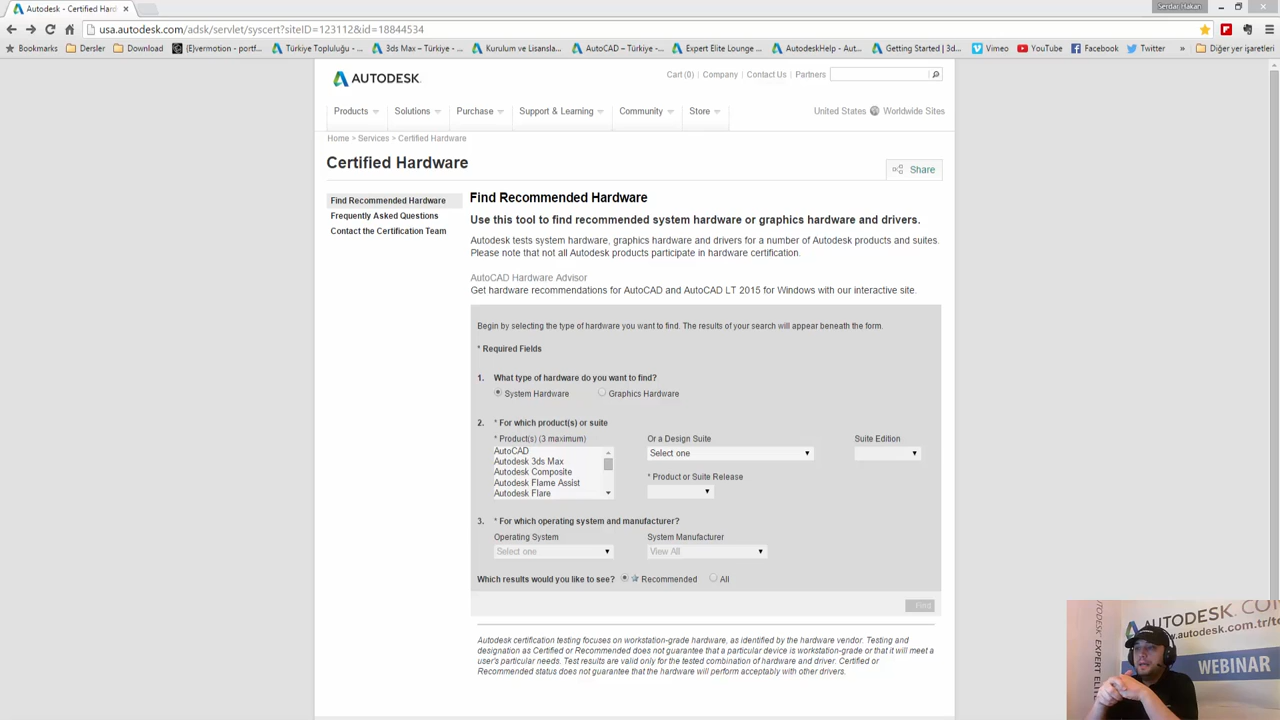 Autodesk - Certified Hard
Serdar Hakan
usa.autodesk.com/adsk/servlet/syscert?siteID=123112&id=18844534
Bookmarks Dersler Download (E)vermotion - portf... Türkiye Topluluğu -... 3ds Max – Türkiye -... Kurulum ve Lisansla... AutoCAD – Türkiye -... Expert Elite Lounge ... AutodeskHelp - Aut... Getting Started | 3d... Vimeo YouTube Facebook Twitter » Diğer yer işaretleri
AUTODESK.
Cart (0) | Company | Contact Us | Partners
Products Solutions Purchase Support & Learning Community Store United States Worldwide Sites
Home > Services > Certified Hardware
Certified Hardware
Share
Find Recommended Hardware
Frequently Asked Questions
Contact the Certification Team
Find Recommended Hardware
Use this tool to find recommended system hardware or graphics hardware and drivers.
Autodesk tests system hardware, graphics hardware and drivers for a number of Autodesk products and suites.
Please note that not all Autodesk products participate in hardware certification.
AutoCAD Hardware Advisor
Get hardware recommendations for AutoCAD and AutoCAD LT 2015 for Windows with our interactive site.
Begin by selecting the type of hardware you want to find. The results of your search will appear beneath the form.
* Required Fields
1. What type of hardware do you want to find?
System Hardware Graphics Hardware
2. * For which product(s) or suite
* Product(s) (3 maximum) Or a Design Suite Suite Edition
AutoCAD
Autodesk 3ds Max
Autodesk Composite
Autodesk Flame Assist
Autodesk Flare
Select one
* Product or Suite Release
3. * For which operating system and manufacturer?
Operating System System Manufacturer
Select one View All
Which results would you like to see? Recommended All
Find
Autodesk certification testing focuses on workstation-grade hardware, as identified by the hardware vendor. Testing and
designation as Certified or Recommended does not guarantee that a particular device is workstation-grade or that it will meet a
user's particular needs. Test results are valid only for the tested combination of hardware and driver. Certified or
Recommended status does not guarantee that the hardware will perform acceptably with other drivers.
AUTODESK.CO
www.autodesk.com.tr/t
WEBINAR
AUTODESK. EXPERT ELI